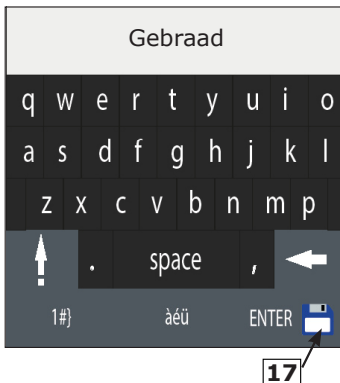 Gebraad
q w e r t y u i o
a s d f g h j k l
z x c v b n m p
. space ,
1#} àéü ENTER
17